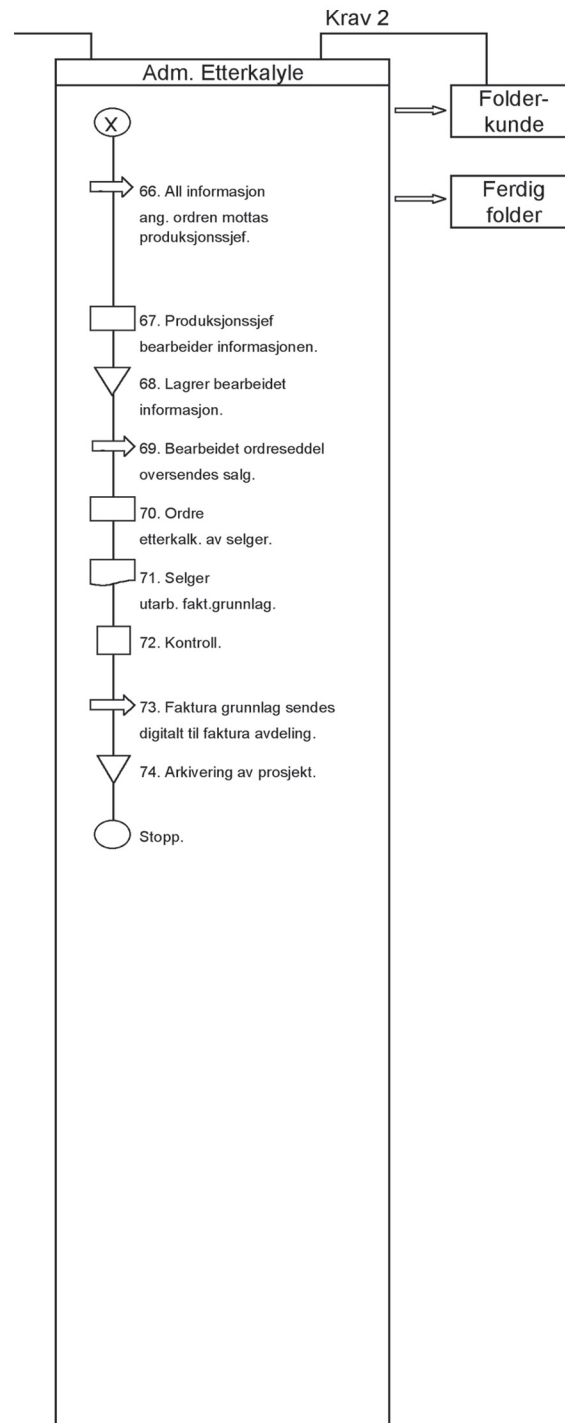 Krav 2
Adm. Etterkalyle
Folder-
kunde
X
Ferdig
folder
66. All informasjon
ang. ordren mottas
produksjonssjef.
67. Produksjonssjef
bearbeider informasjonen.
68. Lagrer bearbeidet
informasjon.
69. Bearbeidet ordreseddel
oversendes salg.
70. Ordre
etterkalk. av selger.
71. Selger
utarb. fakt.grunnlag.
72. Kontroll.
73. Faktura grunnlag sendes
digitalt til faktura avdeling.
74. Arkivering av prosjekt.
Stopp.